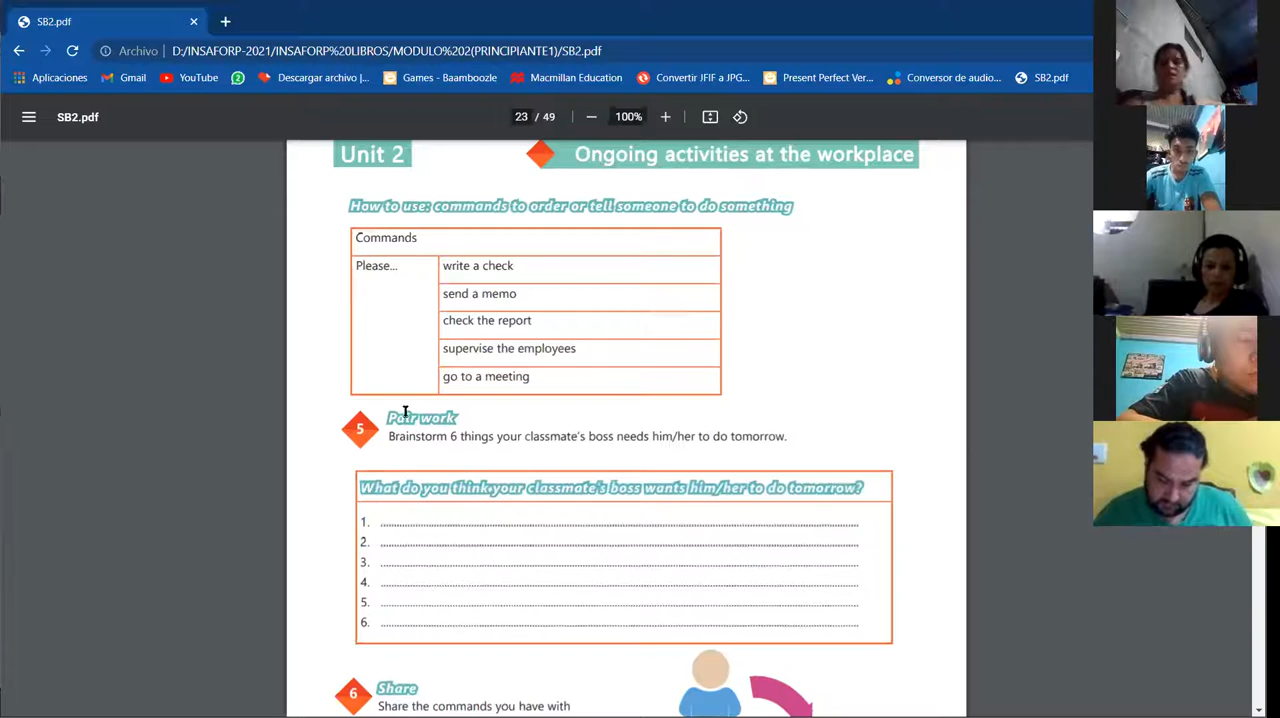 SB2.pdf
Archivo
D:/INSAFORP-2021/INSAFORP%20LIBROS/MODULO%202(PRINCIPIANTE1)/SB2.pdf
Aplicaciones
Gmail
YouTube
Descargar archivo |...
Games - Baamboozle
Macmillan Education
Convertir JFIF a JPG...
Present Perfect Ver...
Conversor de audio...
SB2.pdf
SB2.pdf
23 / 49
100%
Unit 2
Ongoing activities at the workplace
How to use: commands to order or tell someone to do something
Commands
Please...
write a check
send a memo
check the report
supervise the employees
go to a meeting
5
Pair work
Brainstorm 6 things your classmate's boss needs him/her to do tomorrow.
What do you think your classmate's boss wants him/her to do tomorrow?
1.
2.
3.
4.
5.
6.
6
Share
Share the commands you have with